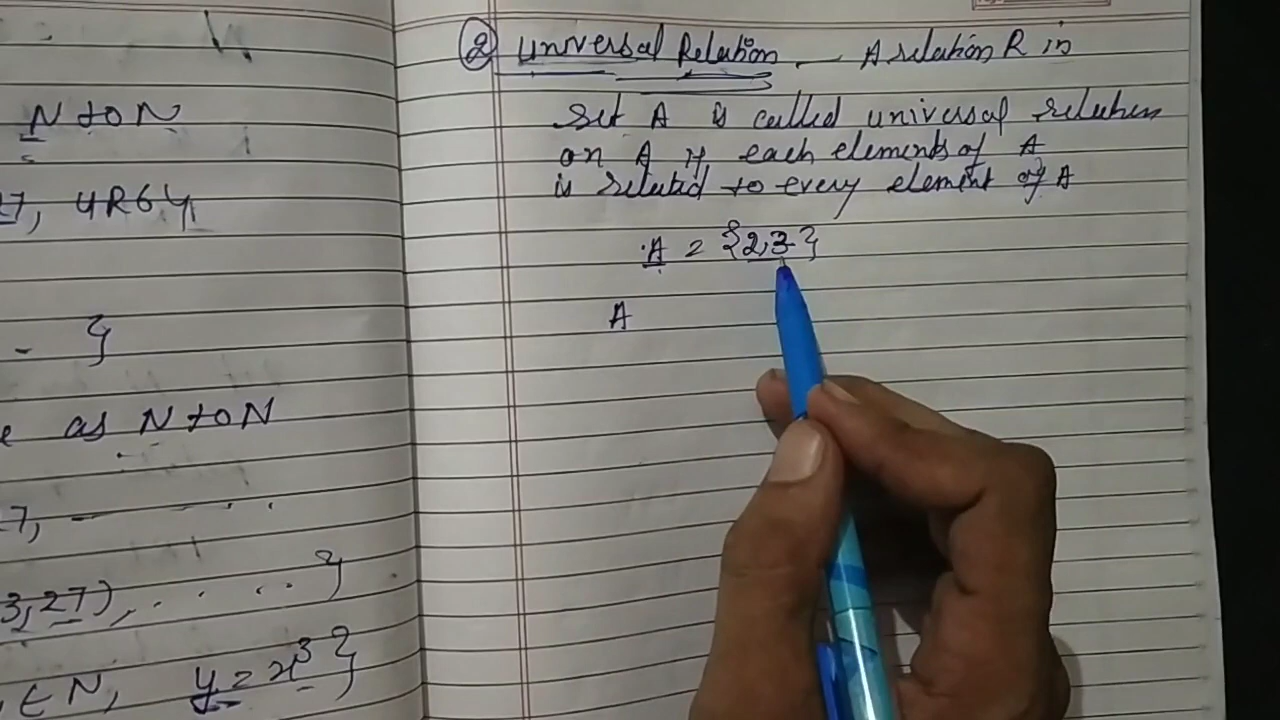 N to N
27, 4R64
- }
as N to N
27, - . .
3, 27), . . . . . }
∈ N, y = x³ }
② Universal Relation – A relation R in
set A is called universal relation
on A if, each elements of A
is related to every element of A
A = {2,3}
A